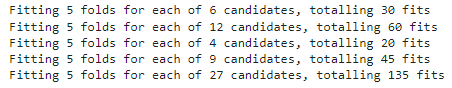 Fitting 5 folds for each of 6 candidates, totalling 30 fits
Fitting 5 folds for each of 12 candidates, totalling 60 fits
Fitting 5 folds for each of 4 candidates, totalling 20 fits
Fitting 5 folds for each of 9 candidates, totalling 45 fits
Fitting 5 folds for each of 27 candidates, totalling 135 fits